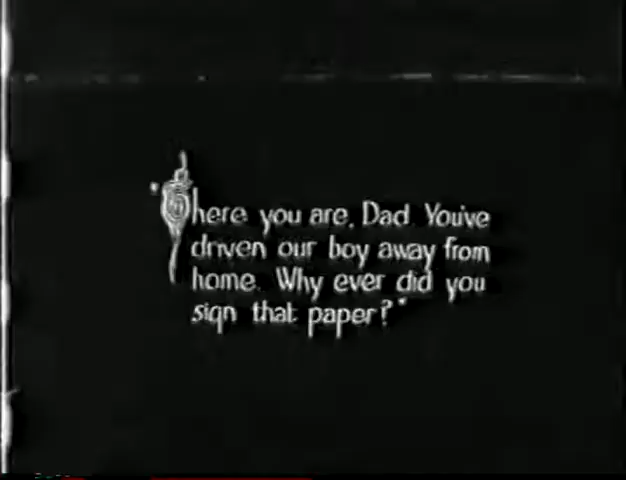 "There you are, Dad. You've
driven our boy away from
home. Why ever did you
sign that paper?"